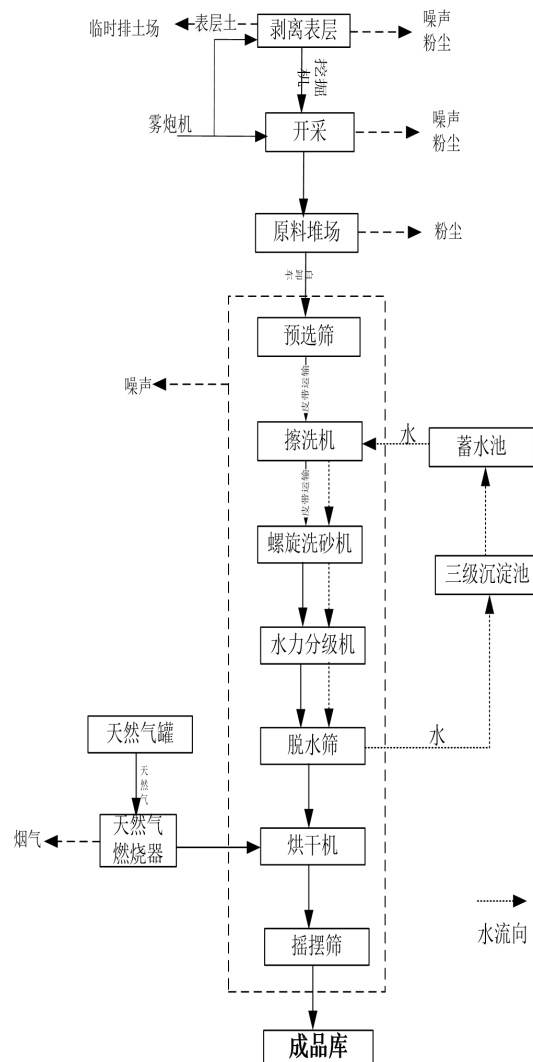 临时排土场
表层土
剥离表层
噪声
粉尘
挖掘机
雾炮机
开采
噪声
粉尘
原料堆场
粉尘
预选筛
噪声
皮带运输
擦洗机
水
蓄水池
皮带运输
螺旋洗砂机
三级沉淀池
水力分级机
天然气罐
脱水筛
水
天然气
烟气
天然气
燃烧器
烘干机
摇摆筛
水流向
成品库